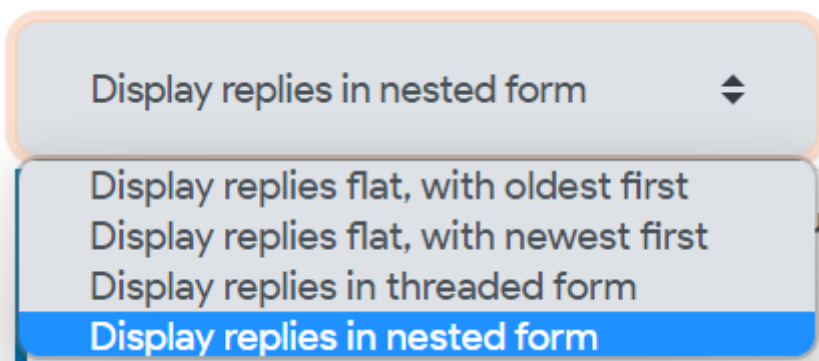 Display replies in nested form
Display replies flat, with oldest first
Display replies flat, with newest first
Display replies in threaded form
Display replies in nested form